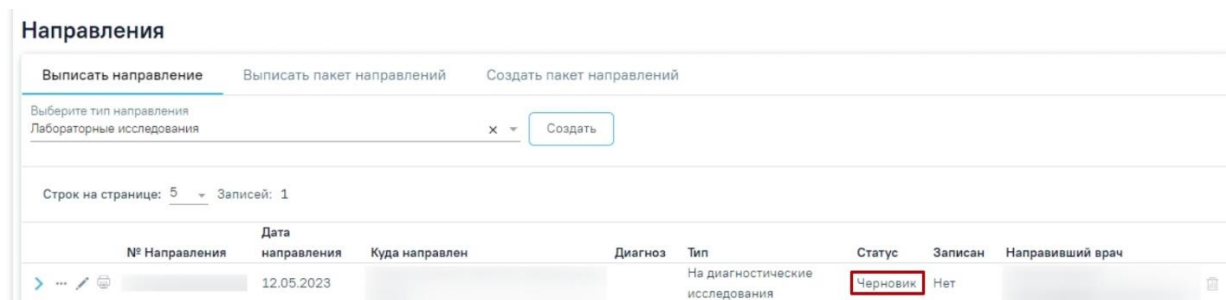 Направления
Выписать направление Выписать пакет направлений Создать пакет направлений
Выберите тип направления
Лабораторные исследования × Создать
Строк на странице: 5 Записей: 1
№ Направления Дата направления Куда направлен Диагноз Тип Статус Записан Направивший врач
12.05.2023 На диагностические исследования Черновик Нет